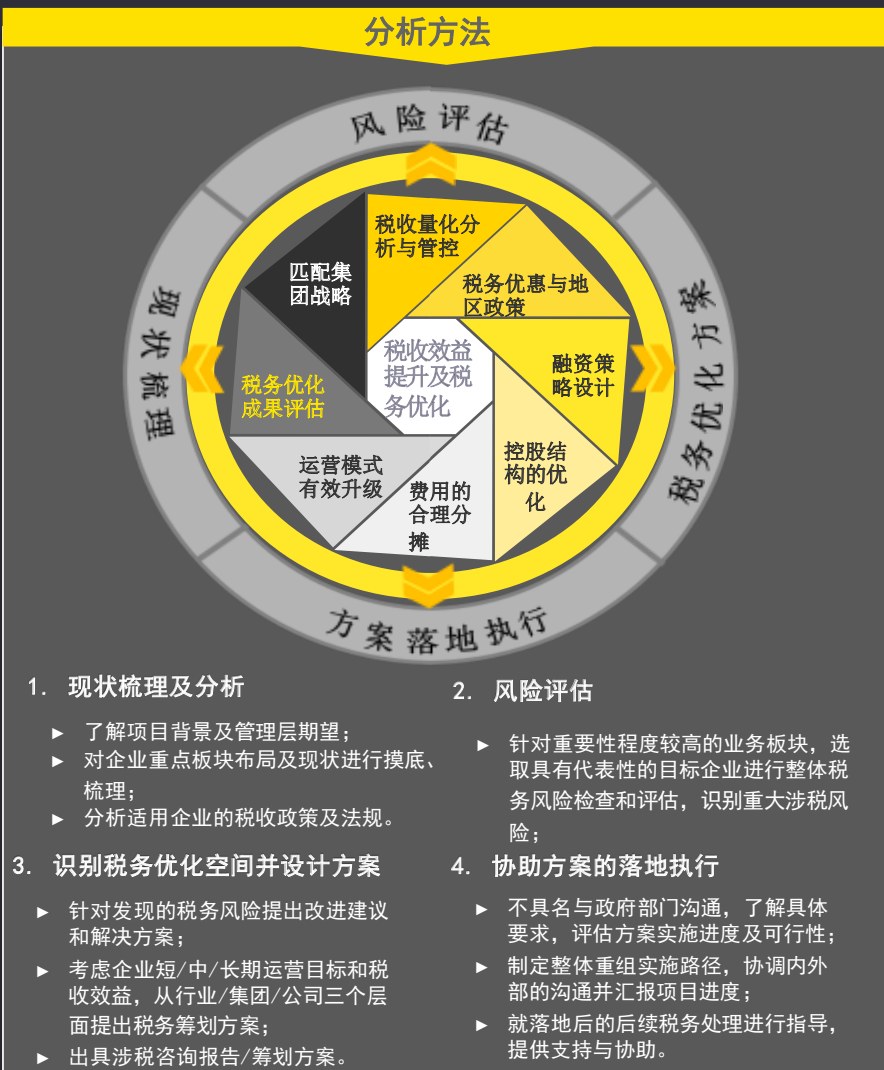 分析方法
风险评估
现状梳理
税务优化方案
方案落地执行
税收量化分
析与管控
匹配集
团战略
税务优惠与地
区政策
税收效益
提升及税
务优化
融资策
略设计
税务优化
成果评估
控股结
构的优
化
运营模式
有效升级
费用的
合理分
摊
1. 现状梳理及分析
► 了解项目背景及管理层期望；
► 对企业重点板块布局及现状进行摸底、
梳理；
► 分析适用企业的税收政策及法规。
2. 风险评估
► 针对重要性程度较高的业务板块，选
取具有代表性的目标企业进行整体税
务风险检查和评估，识别重大涉税风
险；
3. 识别税务优化空间并设计方案
► 针对发现的税务风险提出改进建议
和解决方案；
► 考虑企业短/中/长期运营目标和税
收效益，从行业/集团/公司三个层
面提出税务筹划方案；
► 出具涉税咨询报告/筹划方案。
4. 协助方案的落地执行
► 不具名与政府部门沟通，了解具体
要求，评估方案实施进度及可行性；
► 制定整体重组实施路径，协调内外
部的沟通并汇报项目进度；
► 就落地后的后续税务处理进行指导，
提供支持与协助。